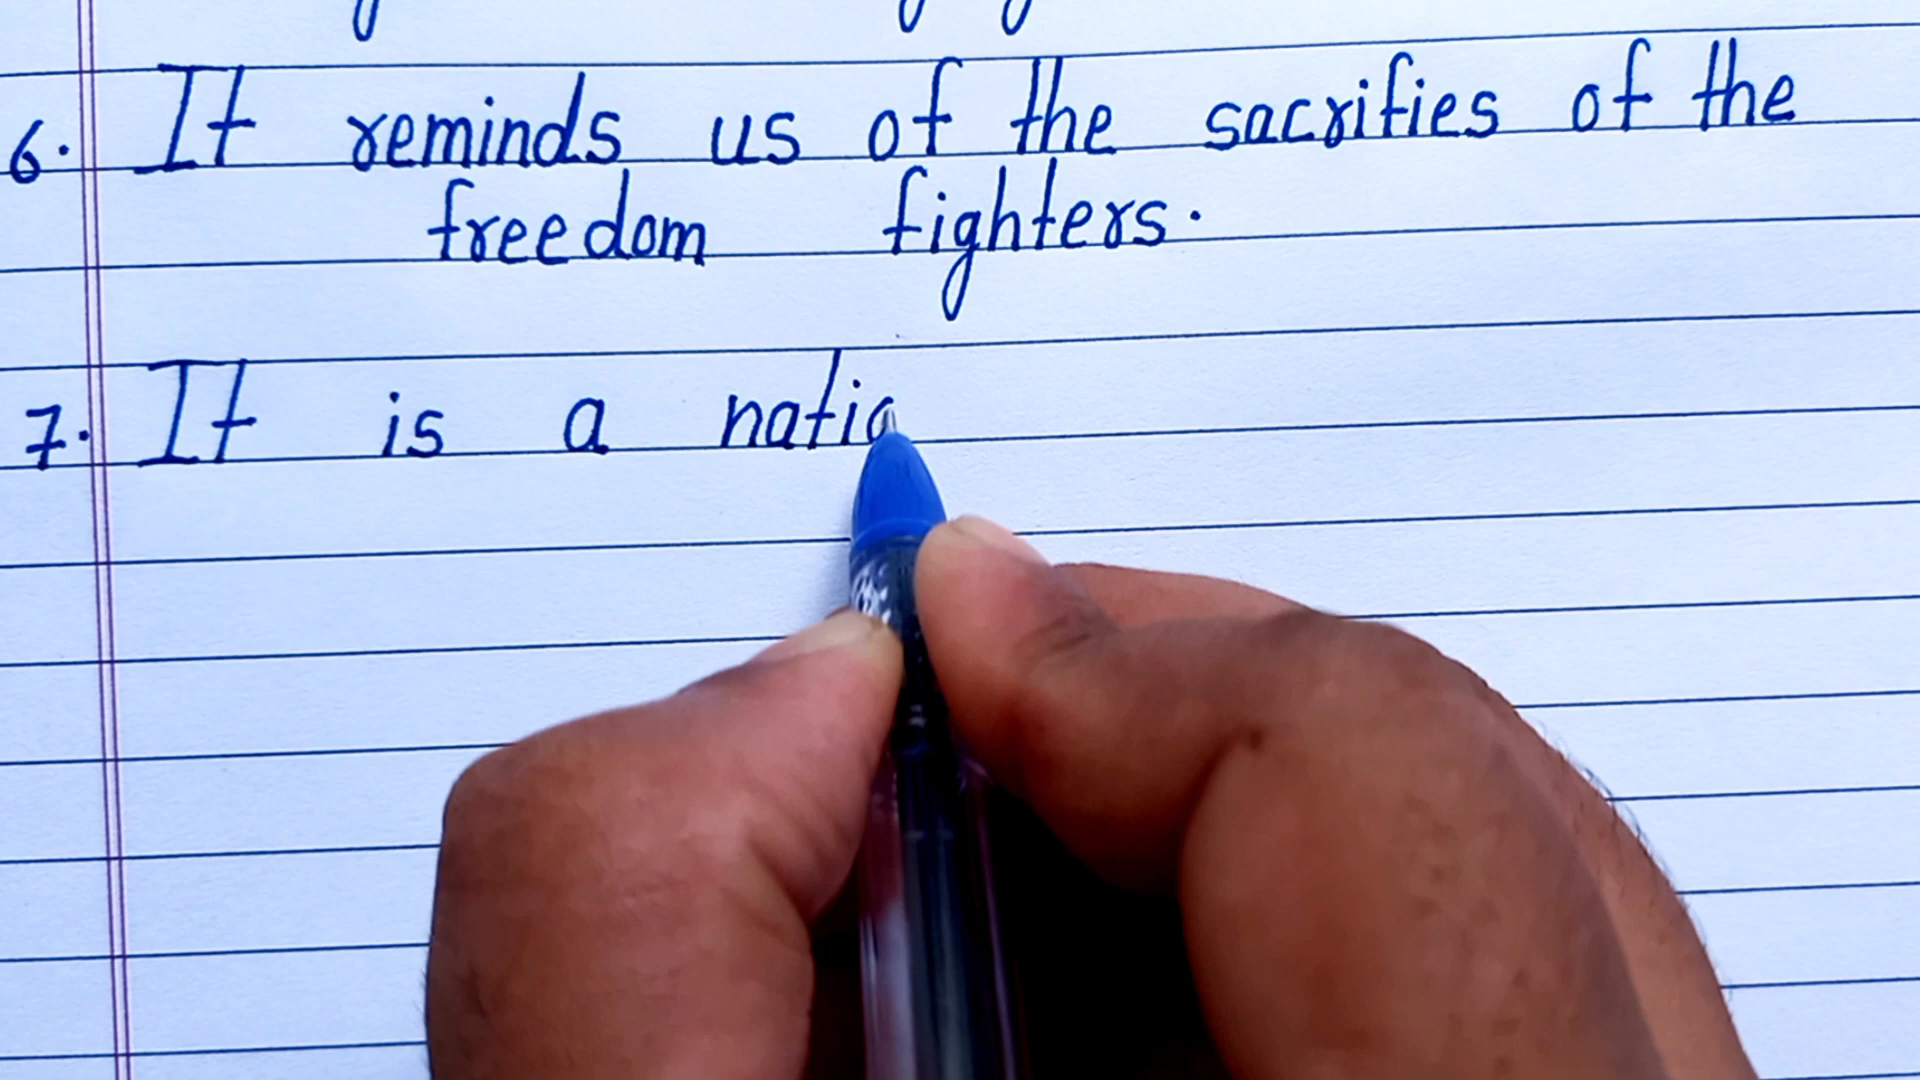 6. It reminds us of the sacrifies of the
freedom fighters.
7. It is a natio